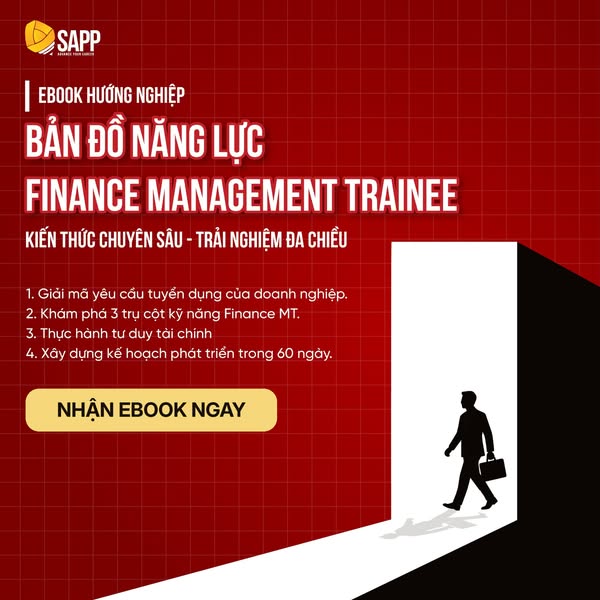 SAPP
ADVANCE YOUR CAREER
EBOOK HƯỚNG NGHIỆP
BẢN ĐỒ NĂNG LỰC
FINANCE MANAGEMENT TRAINEE
KIẾN THỨC CHUYÊN SÂU - TRẢI NGHIỆM ĐA CHIỀU
1. Giải mã yêu cầu tuyển dụng của doanh nghiệp.
2. Khám phá 3 trụ cột kỹ năng Finance MT.
3. Thực hành tư duy tài chính
4. Xây dựng kế hoạch phát triển trong 60 ngày.
NHẬN EBOOK NGAY